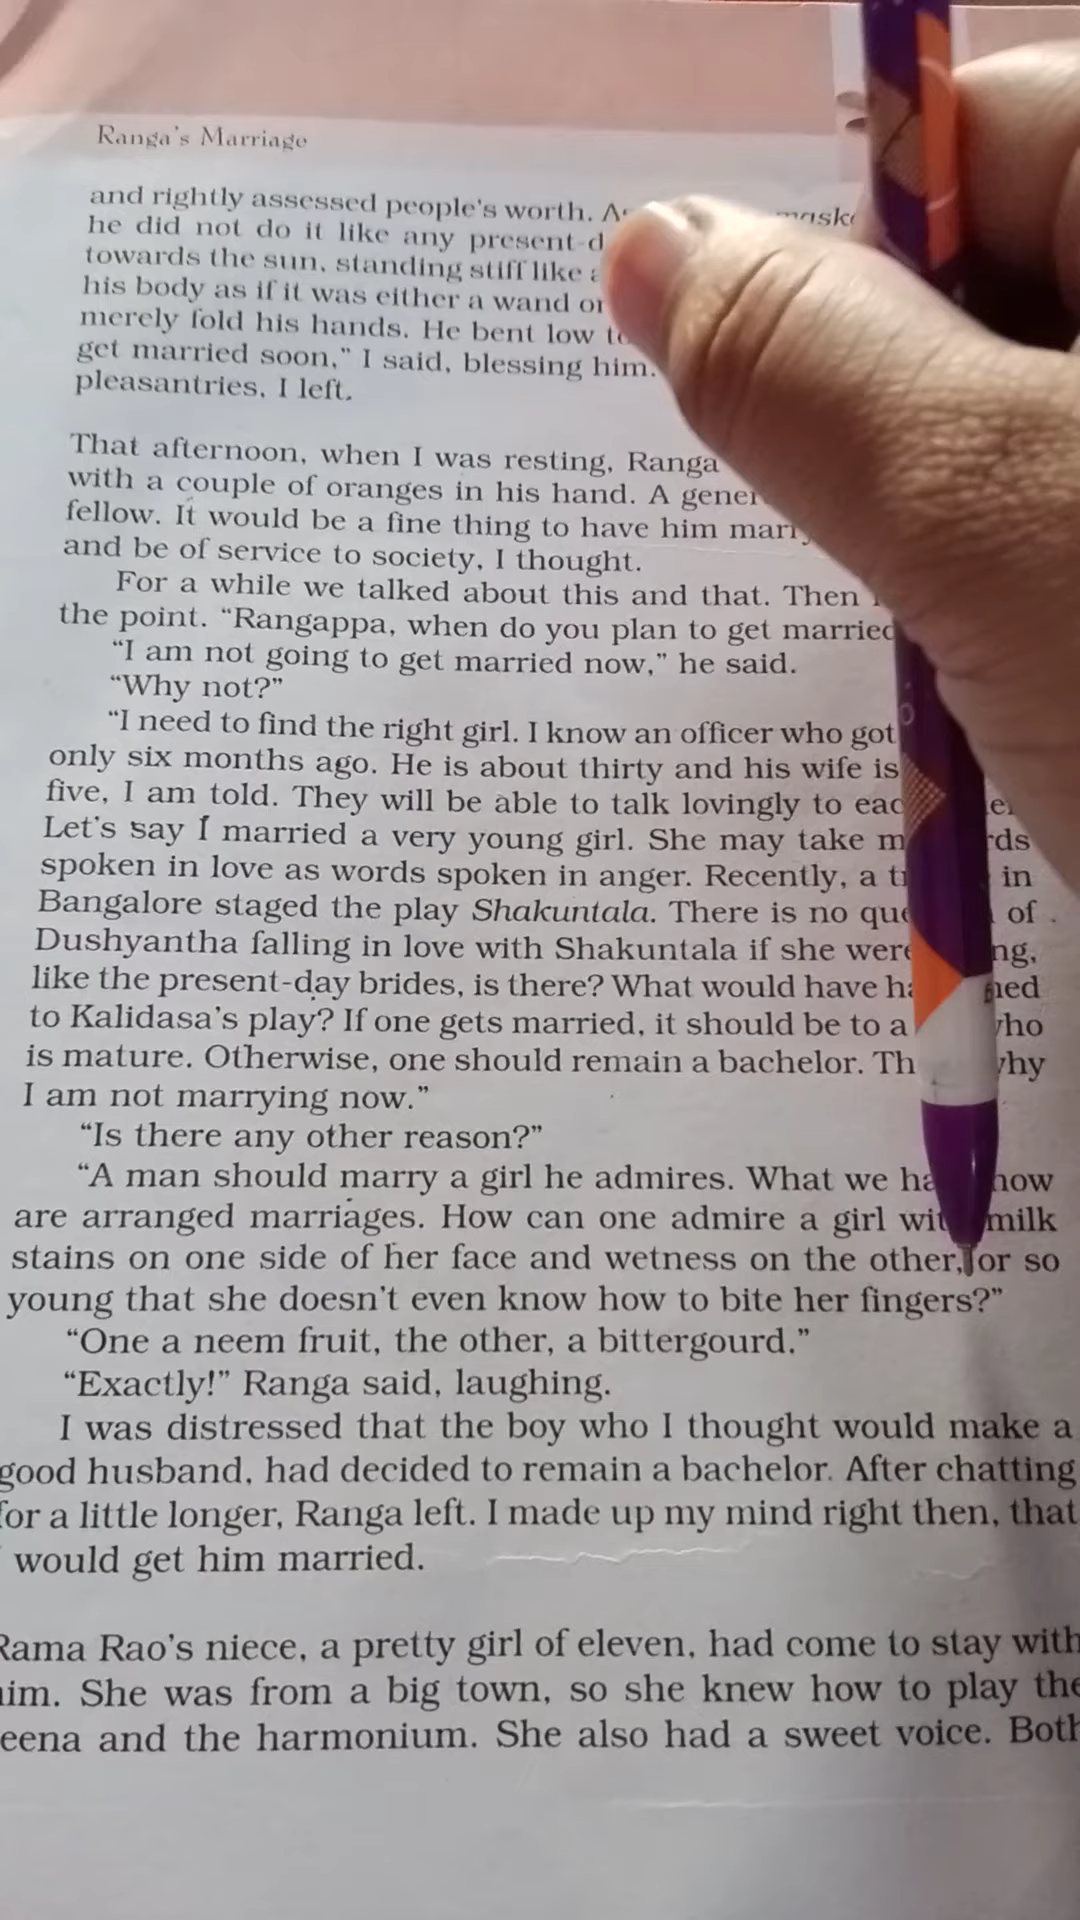 Ranga's Marriage
and rightly assessed people's worth.
he did not do it like any
towards the sun, standing stiff like
his body as if it was either a wand or
merely fold his hands. He bent low
get married soon," I said, blessing him.
pleasantries, I left.
That afternoon, when I was resting, Ranga
with a couple of oranges in his hand. A
fellow. It would be a fine thing to have him
and be of service to society, I thought.
For a while we talked about this and that. Then
the point. "Rangappa, when do you plan to get married
"I am not going to get married now," he said.
"Why not?"
"I need to find the right girl. I know an officer who got
only six months ago. He is about thirty and his wife is
five, I am told. They will be able to talk lovingly to
Let's say I married a very young girl. She may take
spoken in love as words spoken in anger. Recently, a in
Bangalore staged the play Shakuntala. There is no of
Dushyantha falling in love with Shakuntala if she were
like the present-day brides, is there? What would have
to Kalidasa's play? If one gets married, it should be to a
is mature. Otherwise, one should remain a bachelor.
I am not marrying now."
"Is there any other reason?"
"A man should marry a girl he admires. What we now
are arranged marriages. How can one admire a girl milk
stains on one side of her face and wetness on the other, or so
young that she doesn't even know how to bite her fingers?"
"One a neem fruit, the other, a bittergourd."
"Exactly!" Ranga said, laughing.
I was distressed that the boy who I thought would make a
good husband, had decided to remain a bachelor. After chatting
for a little longer, Ranga left. I made up my mind right then, that
would get him married.
Rama Rao's niece, a pretty girl of eleven, had come to stay with
him. She was from a big town, so she knew how to play the
eena and the harmonium. She also had a sweet voice. Both